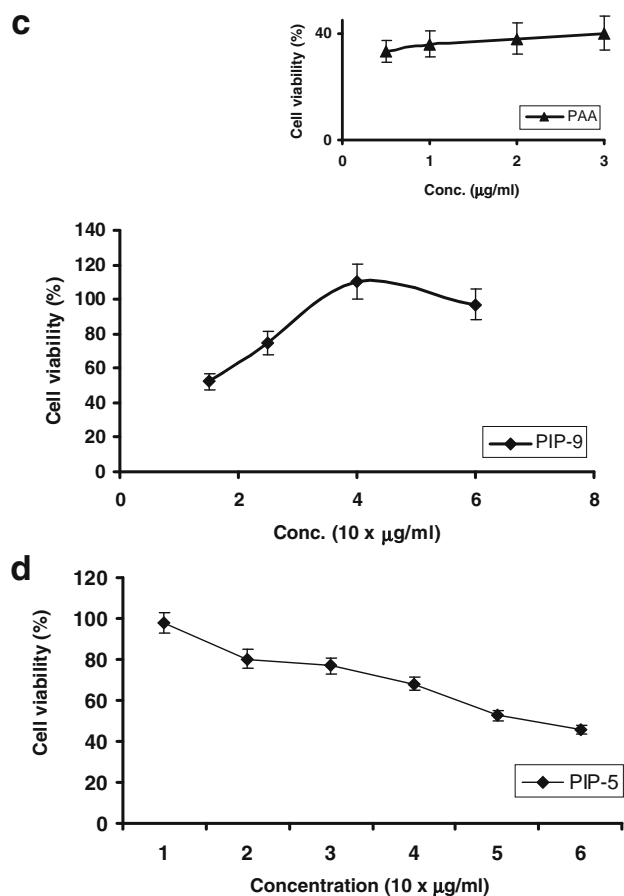 c
Cell viability (%)
40
0
0 1 2 3
PAA
Conc. (μg/ml)
Cell viability (%)
140
120
100
80
60
40
20
0
0 2 4 6 8
PIP-9
Conc. (10 x μg/ml)
d
Cell viability (%)
120
100
80
60
40
20
0
1 2 3 4 5 6
PIP-5
Concentration (10 x μg/ml)